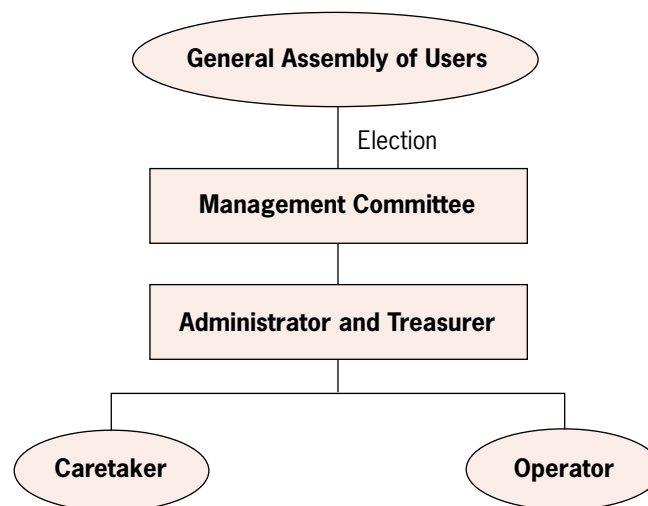 General Assembly of Users
Election
Management Committee
Administrator and Treasurer
Caretaker
Operator